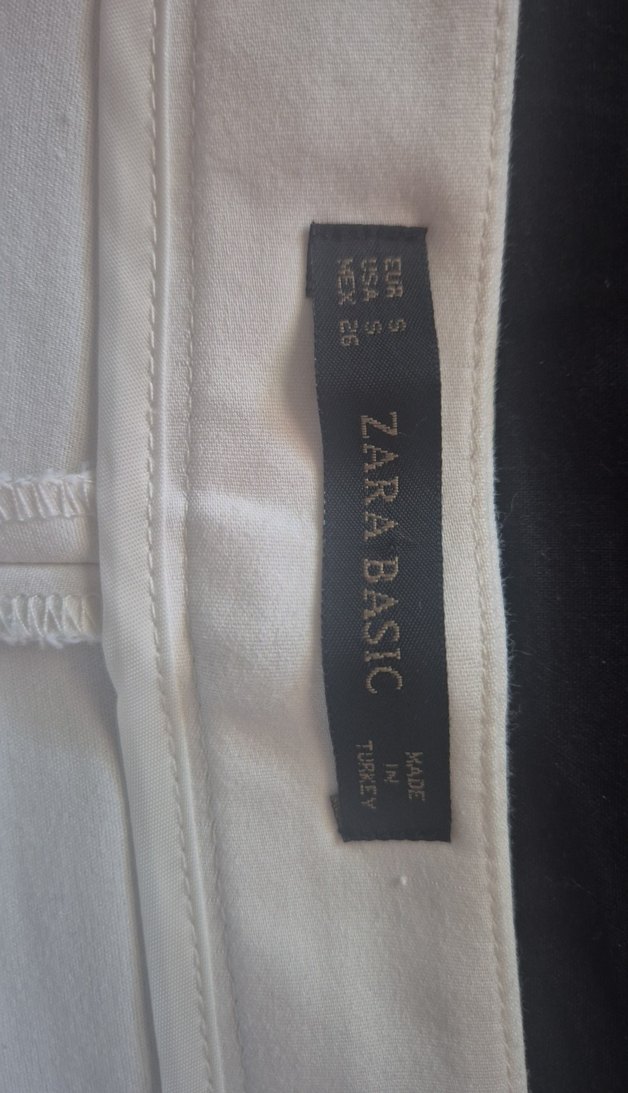 EUR S
USA S
MEX 26
ZARA BASIC
MADE
IN
TURKEY